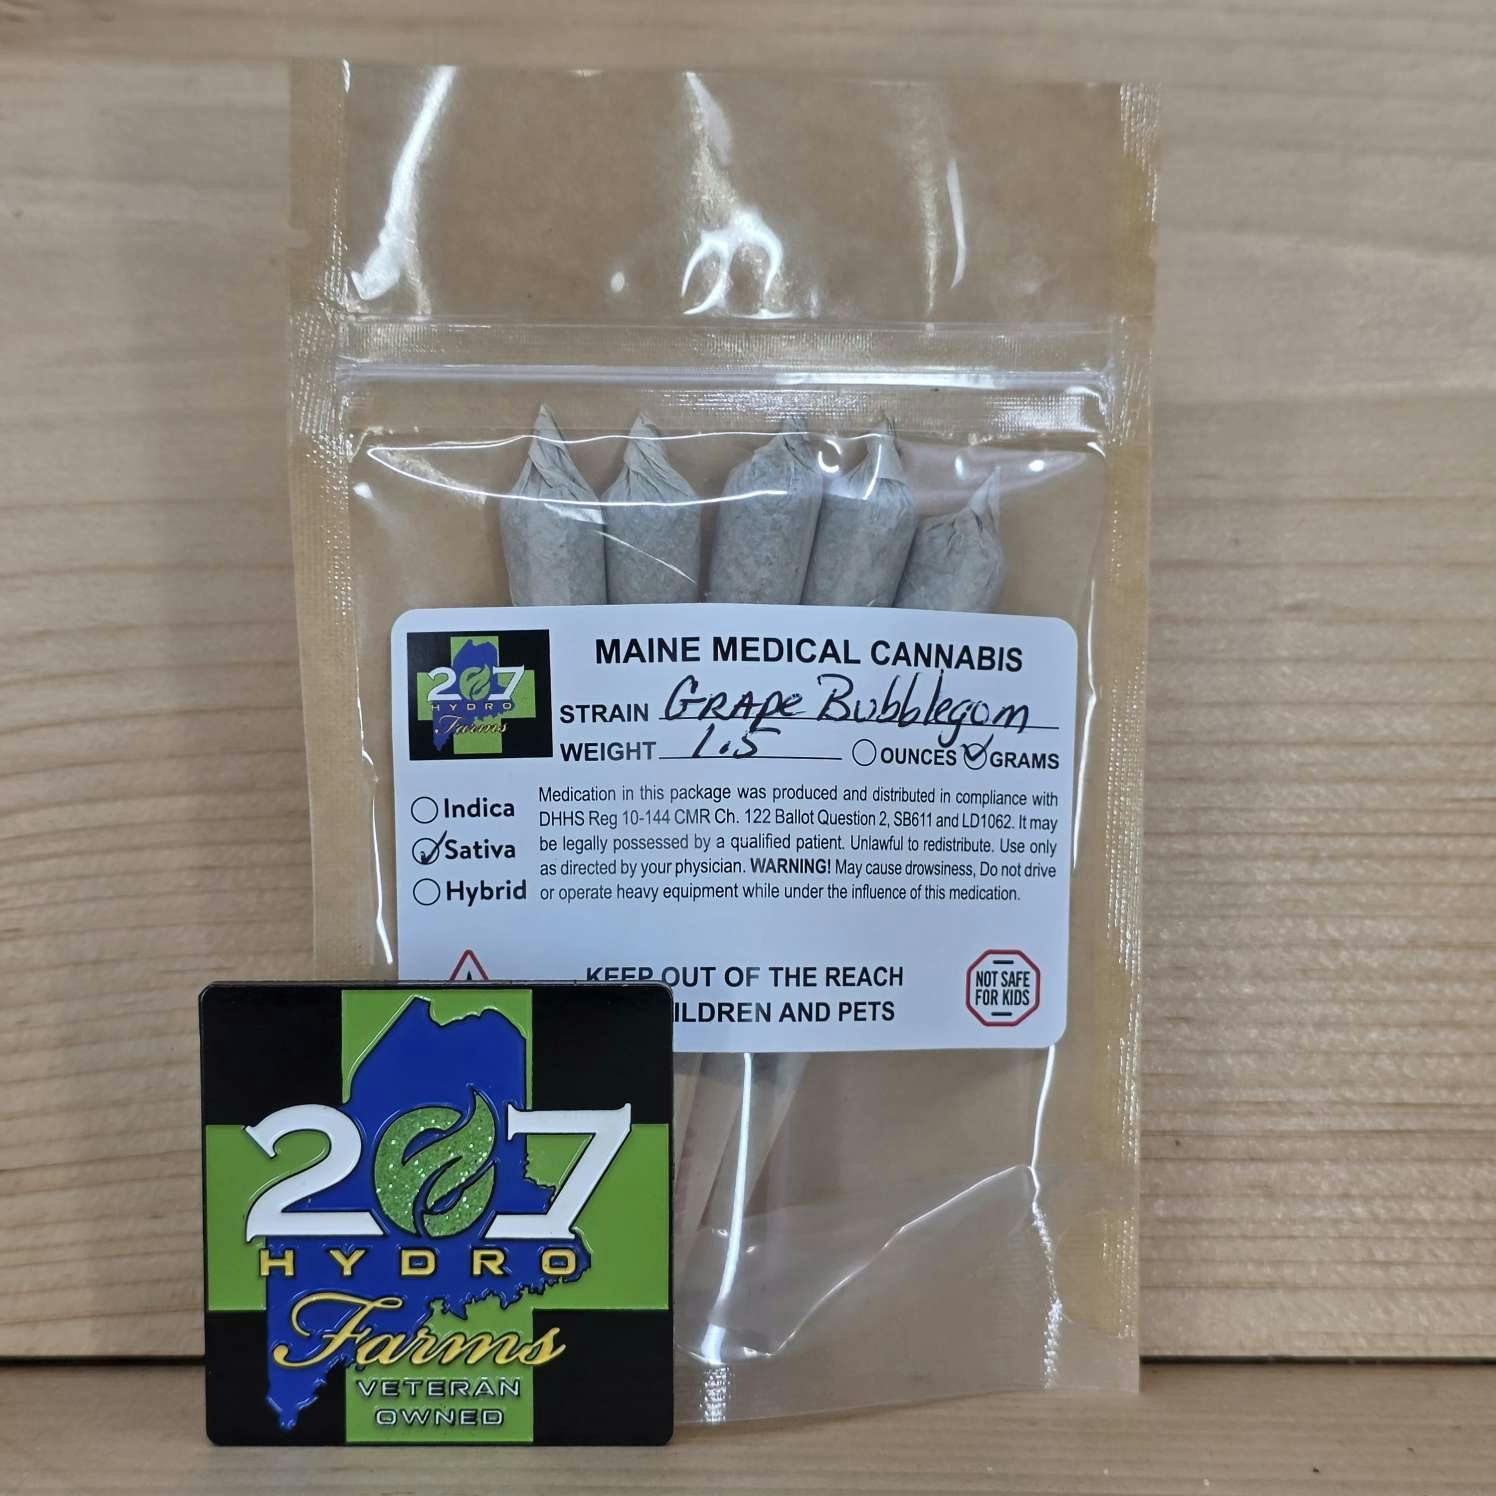 MAINE MEDICAL CANNABIS
207
HYDRO
Farms
STRAIN Grape Bubblegum
WEIGHT 1.5 OUNCES GRAMS
Indica
Sativa
Hybrid
Medication in this package was produced and distributed in compliance with
DHHS Reg 10-144 CMR Ch. 122 Ballot Question 2, SB611 and LD1062. It may
be legally possessed by a qualified patient. Unlawful to redistribute. Use only
as directed by your physician. WARNING! May cause drowsiness, Do not drive
or operate heavy equipment while under the influence of this medication.
KEEP OUT OF THE REACH
ILDREN AND PETS
NOT SAFE
FOR KIDS
207
HYDRO
Farms
VETERAN
OWNED